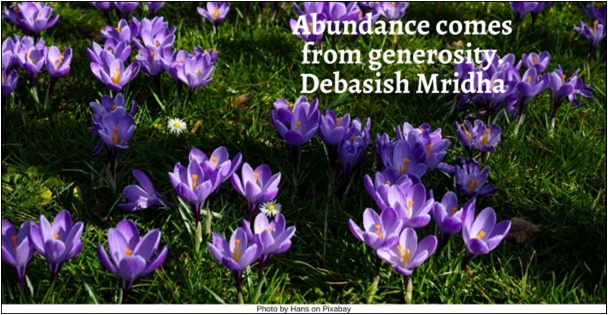 Abundance comes
from generosity.
Debasish Mridha
Photo by Hans on Pixabay